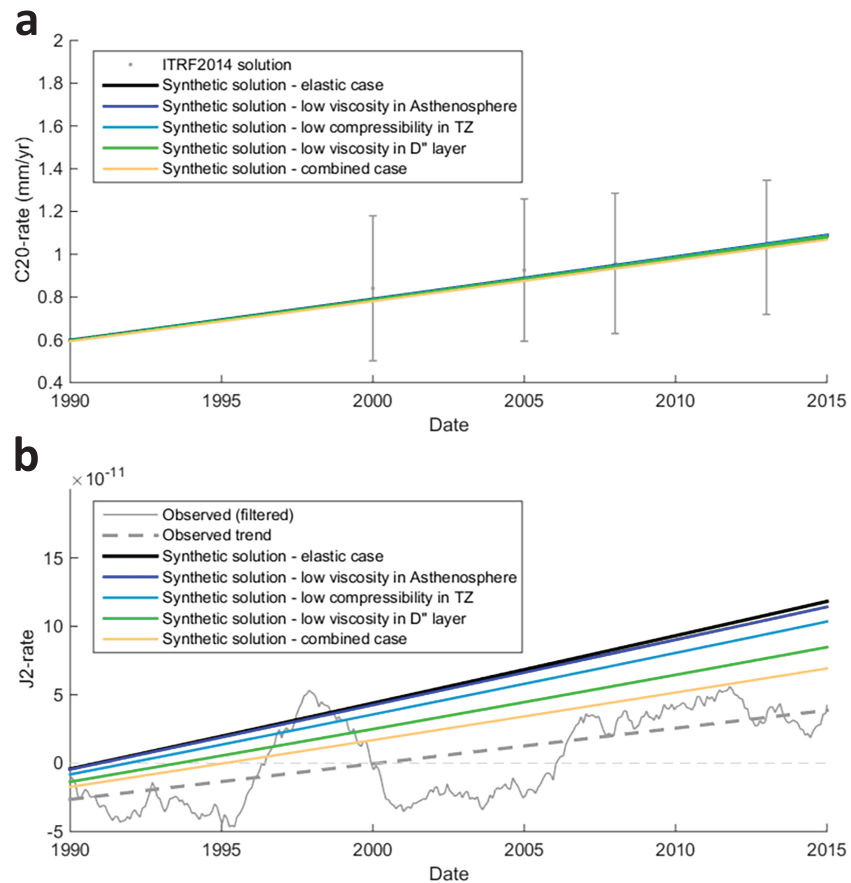 a
2
1.8
1.6
1.4
1.2
1
0.8
0.6
0.4
C20-rate (mm/yr)
ITRF2014 solution
Synthetic solution - elastic case
Synthetic solution - low viscosity in Asthenosphere
Synthetic solution - low compressibility in TZ
Synthetic solution - low viscosity in D" layer
Synthetic solution - combined case
1990 1995 2000 2005 2010 2015
Date
b
×10-11
15
10
5
0
-5
J2-rate
Observed (filtered)
Observed trend
Synthetic solution - elastic case
Synthetic solution - low viscosity in Asthenosphere
Synthetic solution - low compressibility in TZ
Synthetic solution - low viscosity in D" layer
Synthetic solution - combined case
1990 1995 2000 2005 2010 2015
Date